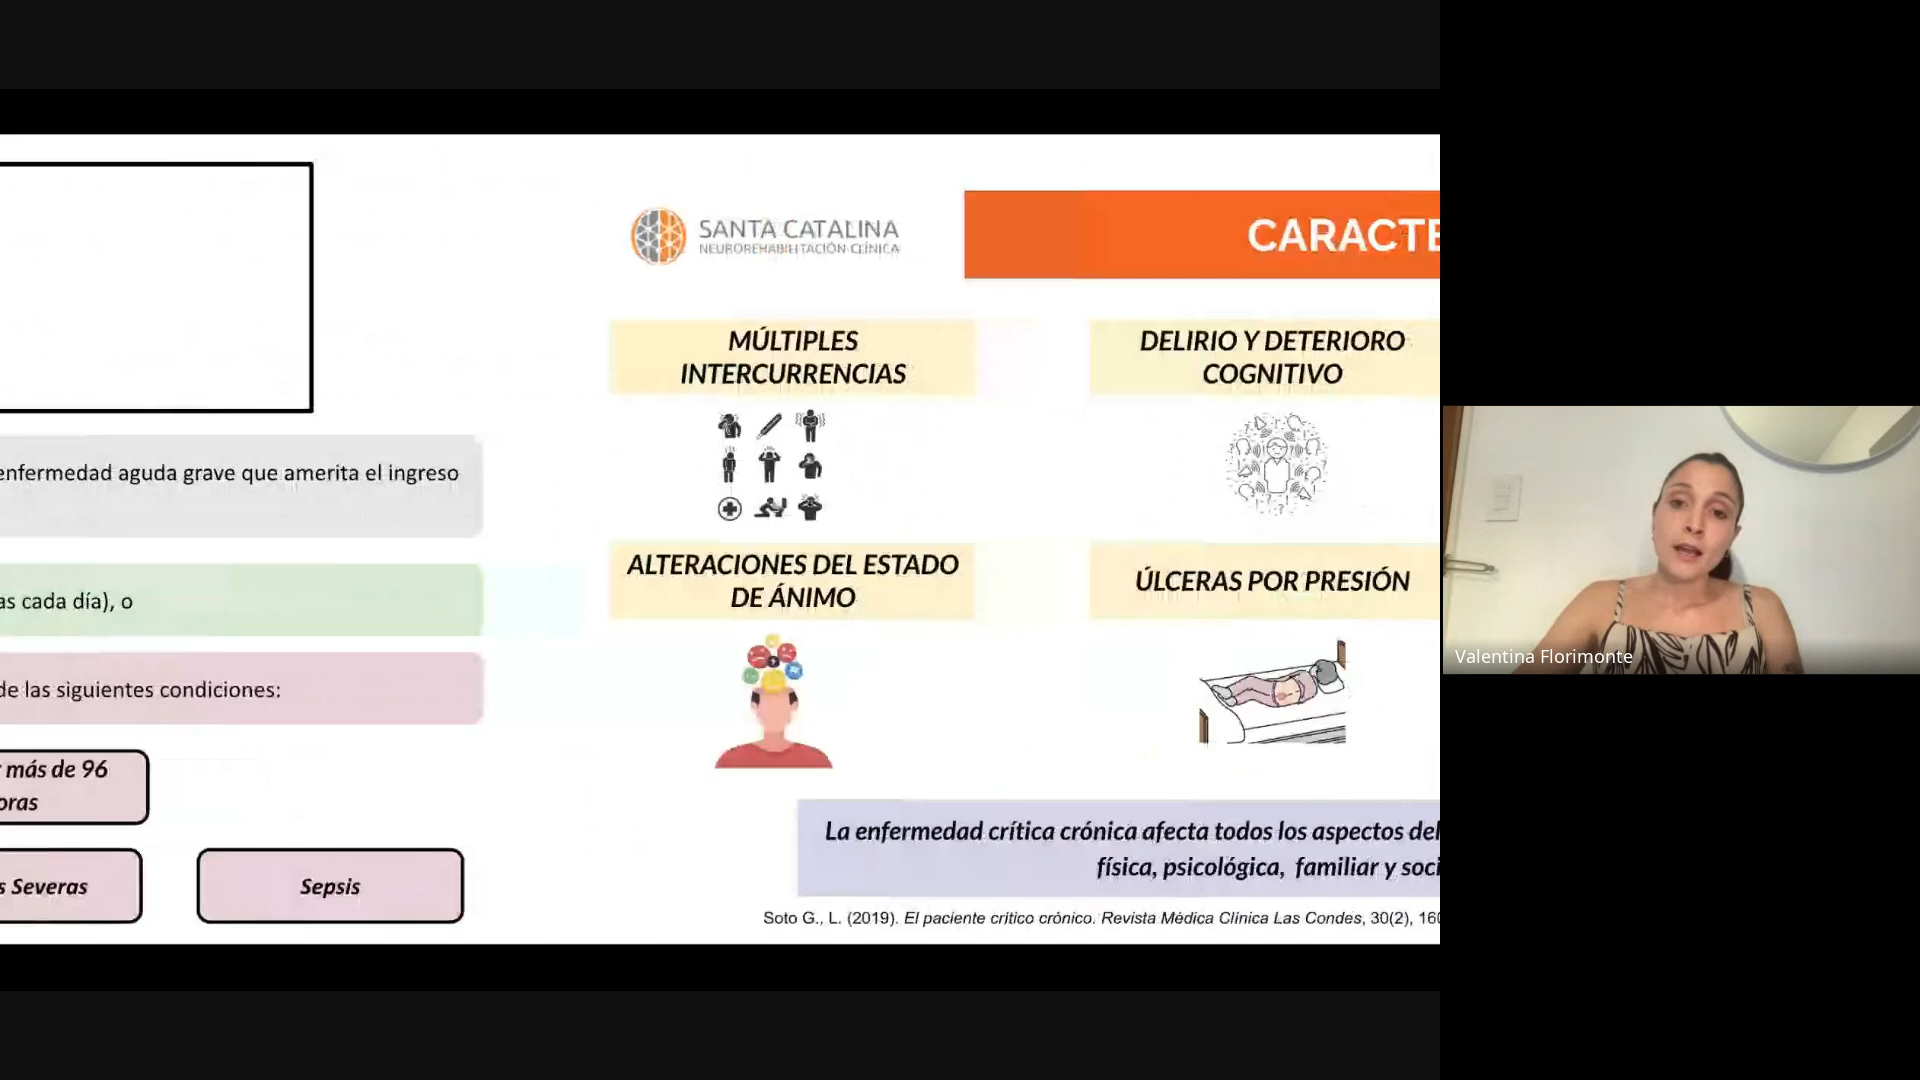 enfermedad aguda grave que amerita el ingreso
as cada día), o
de las siguientes condiciones:
más de 96
oras
s Severas
Sepsis
SANTA CATALINA
NEUROREHABILITACIÓN CLÍNICA
CARACTE
MÚLTIPLES
INTERCURRENCIAS
DELIRIO Y DETERIORO
COGNITIVO
ALTERACIONES DEL ESTADO
DE ÁNIMO
ÚLCERAS POR PRESIÓN
La enfermedad crítica crónica afecta todos los aspectos del
física, psicológica, familiar y soci
Soto G., L. (2019). El paciente crítico crónico. Revista Médica Clínica Las Condes, 30(2), 160
Valentina Florimonte